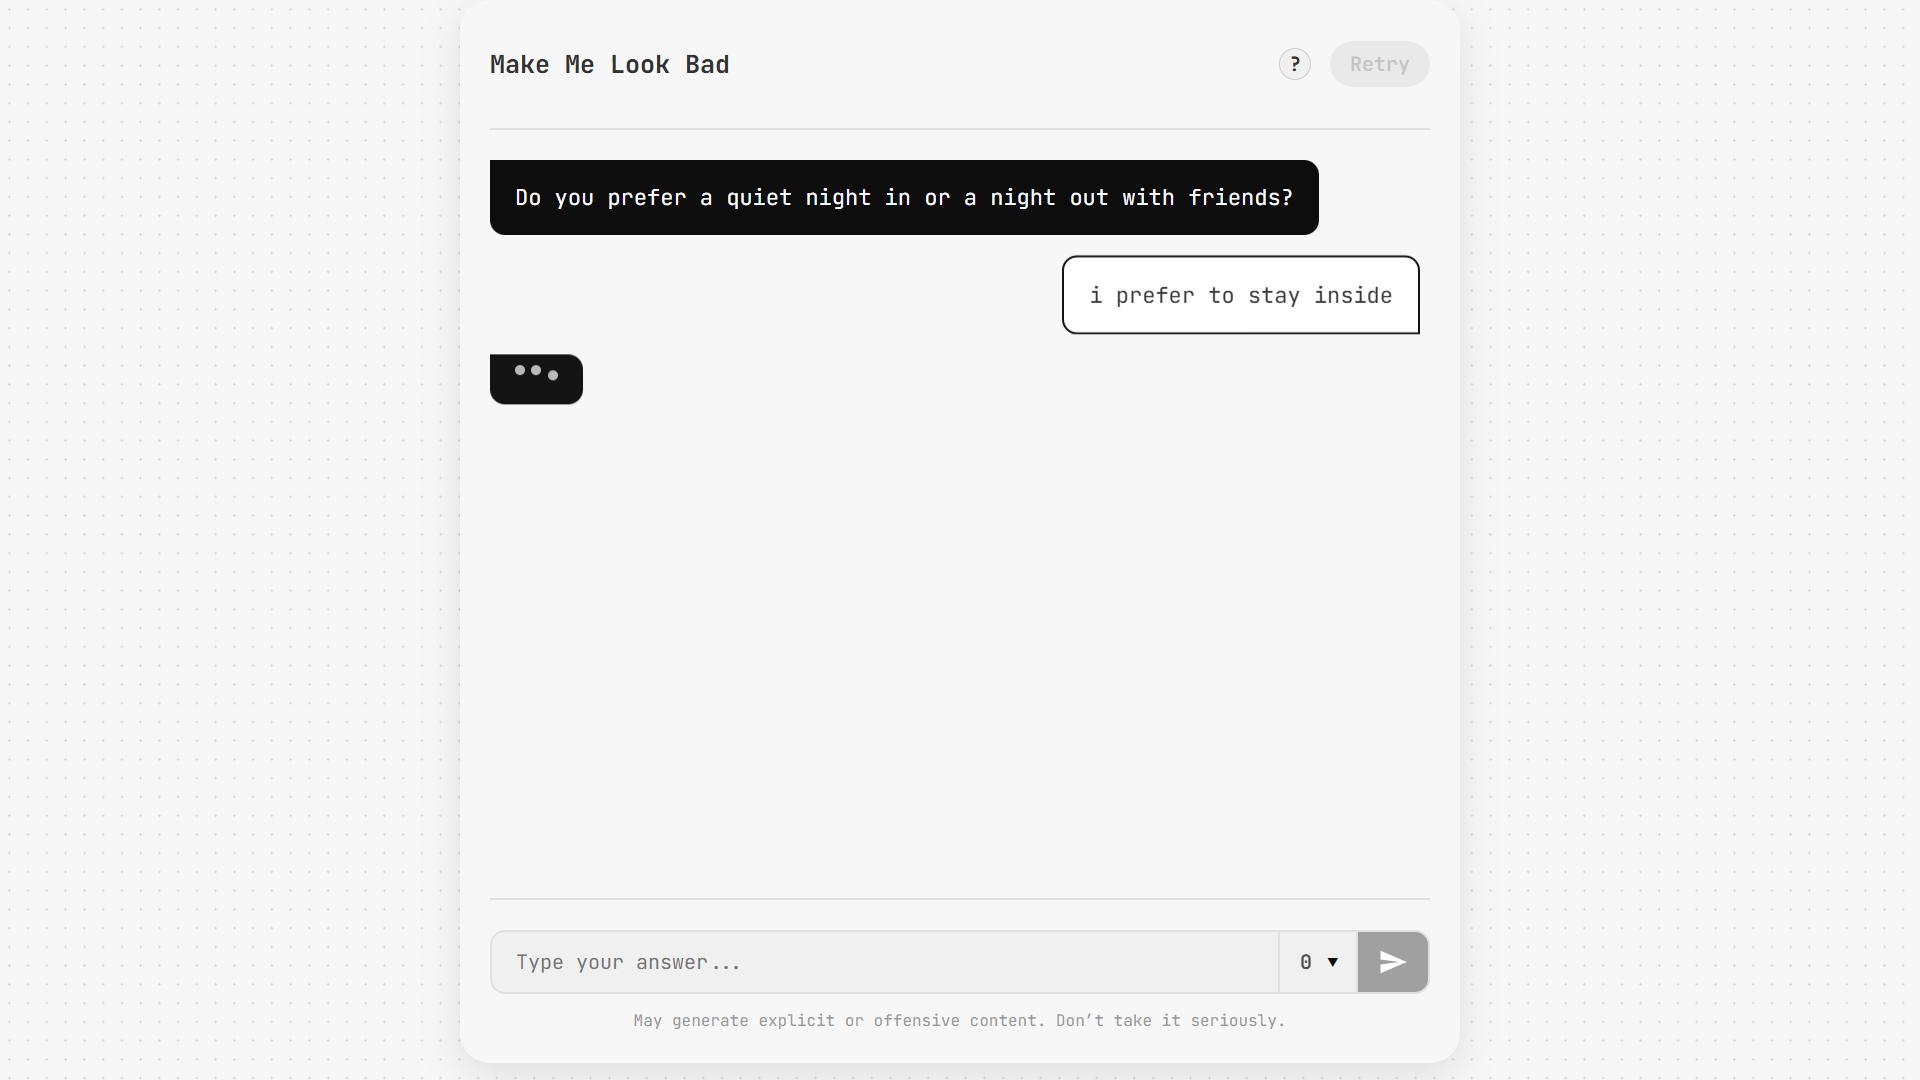 Make Me Look Bad
?
Retry
Do you prefer a quiet night in or a night out with friends?
i prefer to stay inside
Type your answer...
0 ▼
May generate explicit or offensive content. Don’t take it seriously.